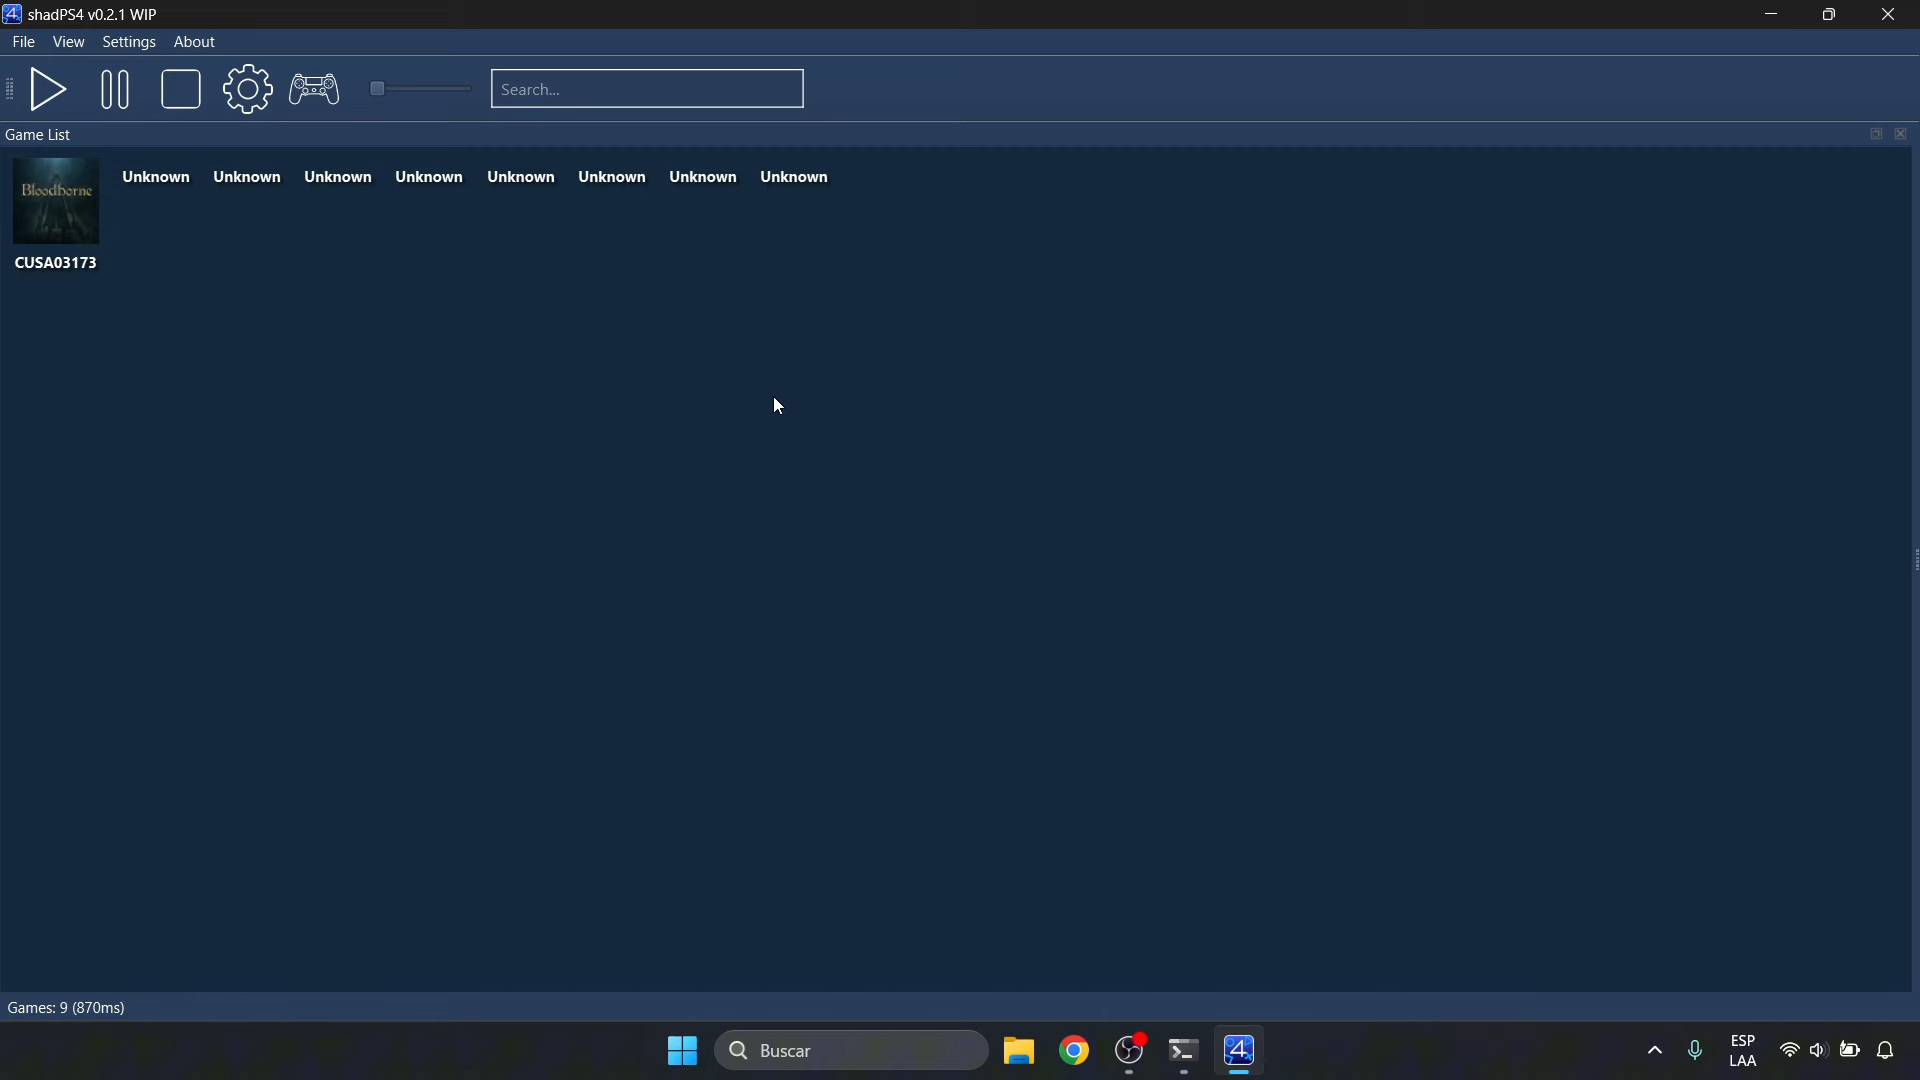 shadPS4 v0.2.1 WIP
File View Settings About
Search...
Game List
Bloodborne
Unknown Unknown Unknown Unknown Unknown Unknown Unknown Unknown
CUSA03173
Games: 9 (870ms)
Buscar
4
ESP
LAA